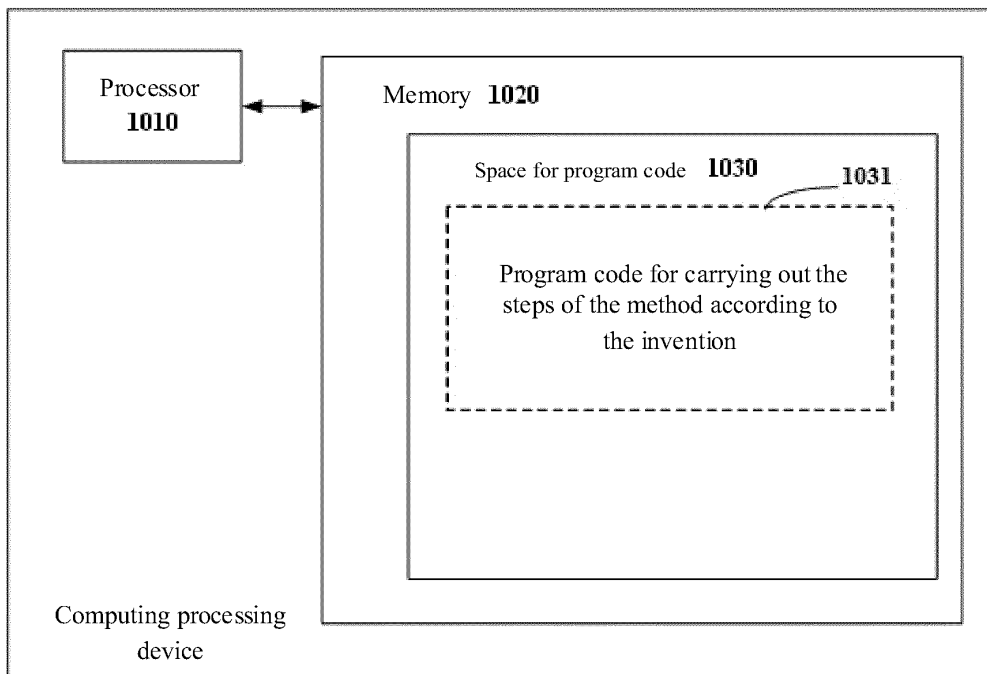 Processor
1010
Memory 1020
Space for program code 1030
1031
Program code for carrying out the
steps of the method according to
the invention
Computing processing
device